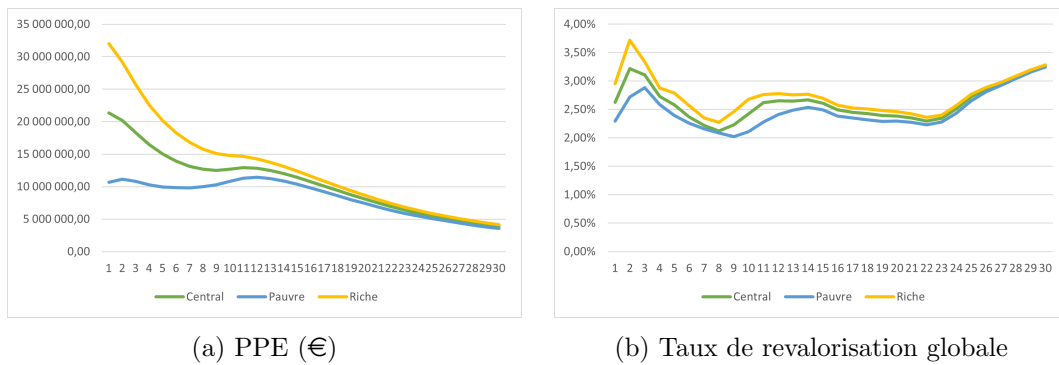 35 000 000,00
30 000 000,00
25 000 000,00
20 000 000,00
15 000 000,00
10 000 000,00
5 000 000,00
0,00
1 2 3 4 5 6 7 8 9 10 11 12 13 14 15 16 17 18 19 20 21 22 23 24 25 26 27 28 29 30
Central Pauvre Riche
(a) PPE (€)
4,00%
3,50%
3,00%
2,50%
2,00%
1,50%
1,00%
0,50%
0,00%
1 2 3 4 5 6 7 8 9 10 11 12 13 14 15 16 17 18 19 20 21 22 23 24 25 26 27 28 29 30
Central Pauvre Riche
(b) Taux de revalorisation globale